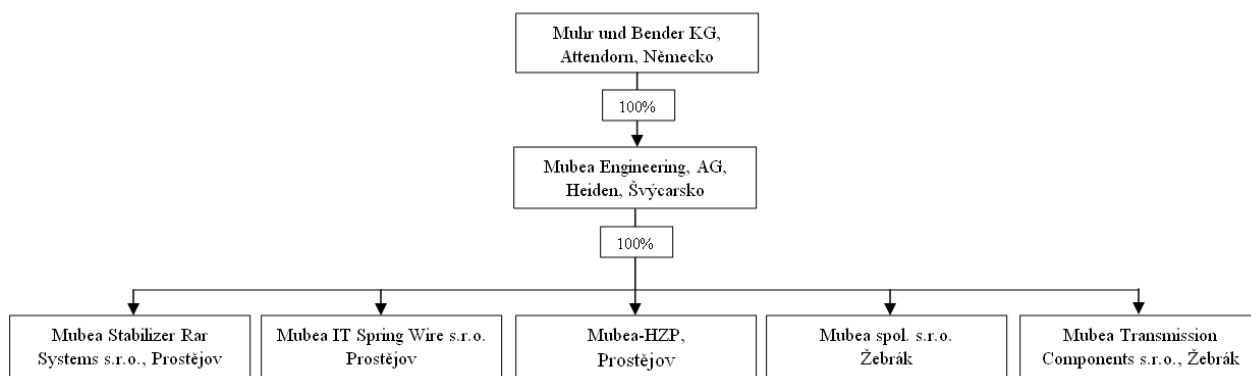 Muhr und Bender KG,
Attendorn, Německo
100%
Mubea Engineering, AG,
Heiden, Švýcarsko
100%
Mubea Stabilizer Rar
Systems s.r.o., Prostějov
Mubea IT Spring Wire s.r.o.
Prostějov
Mubea-HZP,
Prostějov
Mubea spol. s.r.o.
Žebrák
Mubea Transmission
Components s.r.o., Žebrák